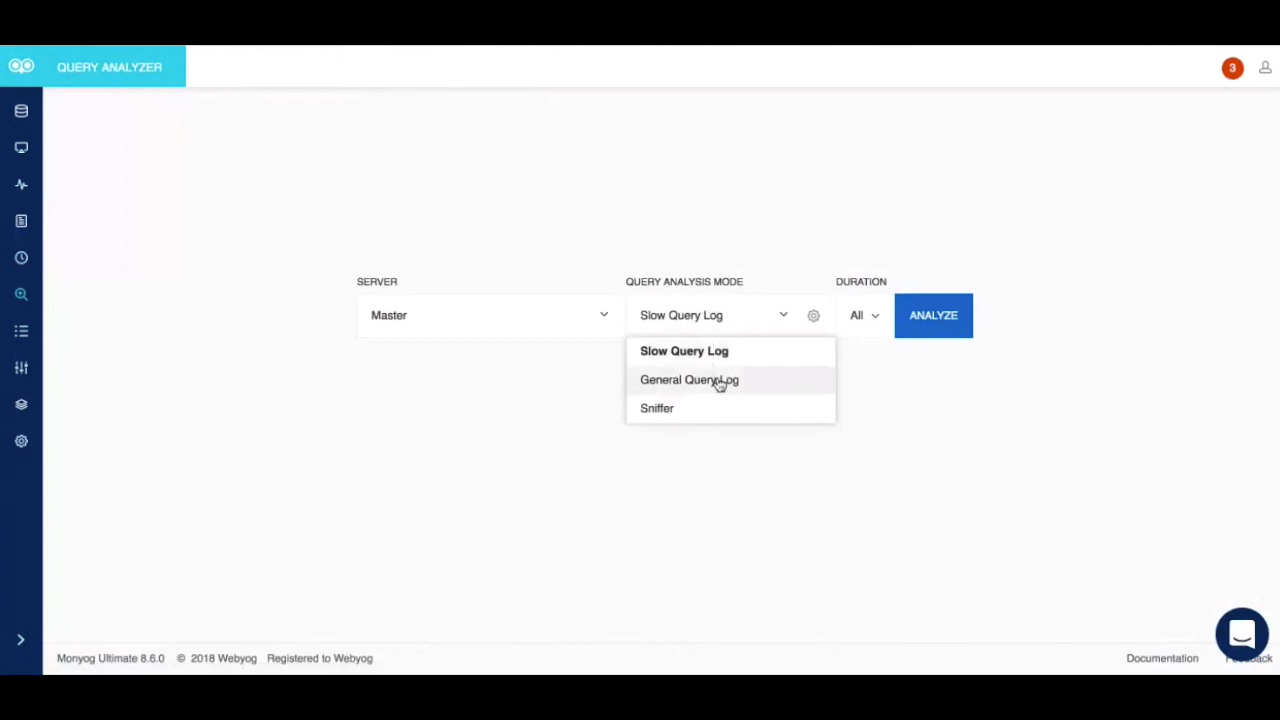 QUERY ANALYZER
3
SERVER
QUERY ANALYSIS MODE
DURATION
Master
Slow Query Log
All
ANALYZE
Slow Query Log
General Query Log
Sniffer
Monyog Ultimate 8.6.0 © 2018 Webyog Registered to Webyog
Documentation